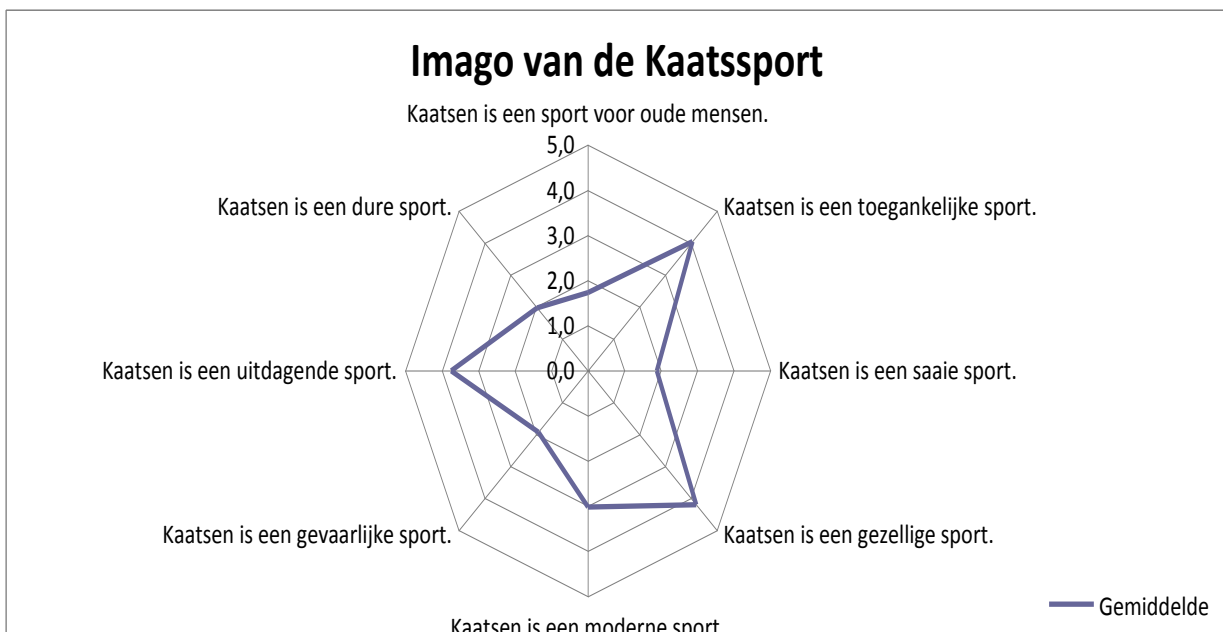 Imago van de Kaatssport
Kaatsen is een sport voor oude mensen.
5,0
4,0
Kaatsen is een dure sport.
Kaatsen is een toegankelijke sport.
3,0
2,0
1,0
Kaatsen is een uitdagende sport.
0,0
Kaatsen is een saaie sport.
Kaatsen is een gevaarlijke sport.
Kaatsen is een gezellige sport.
Gemiddelde
Kaatsen is een moderne sport.